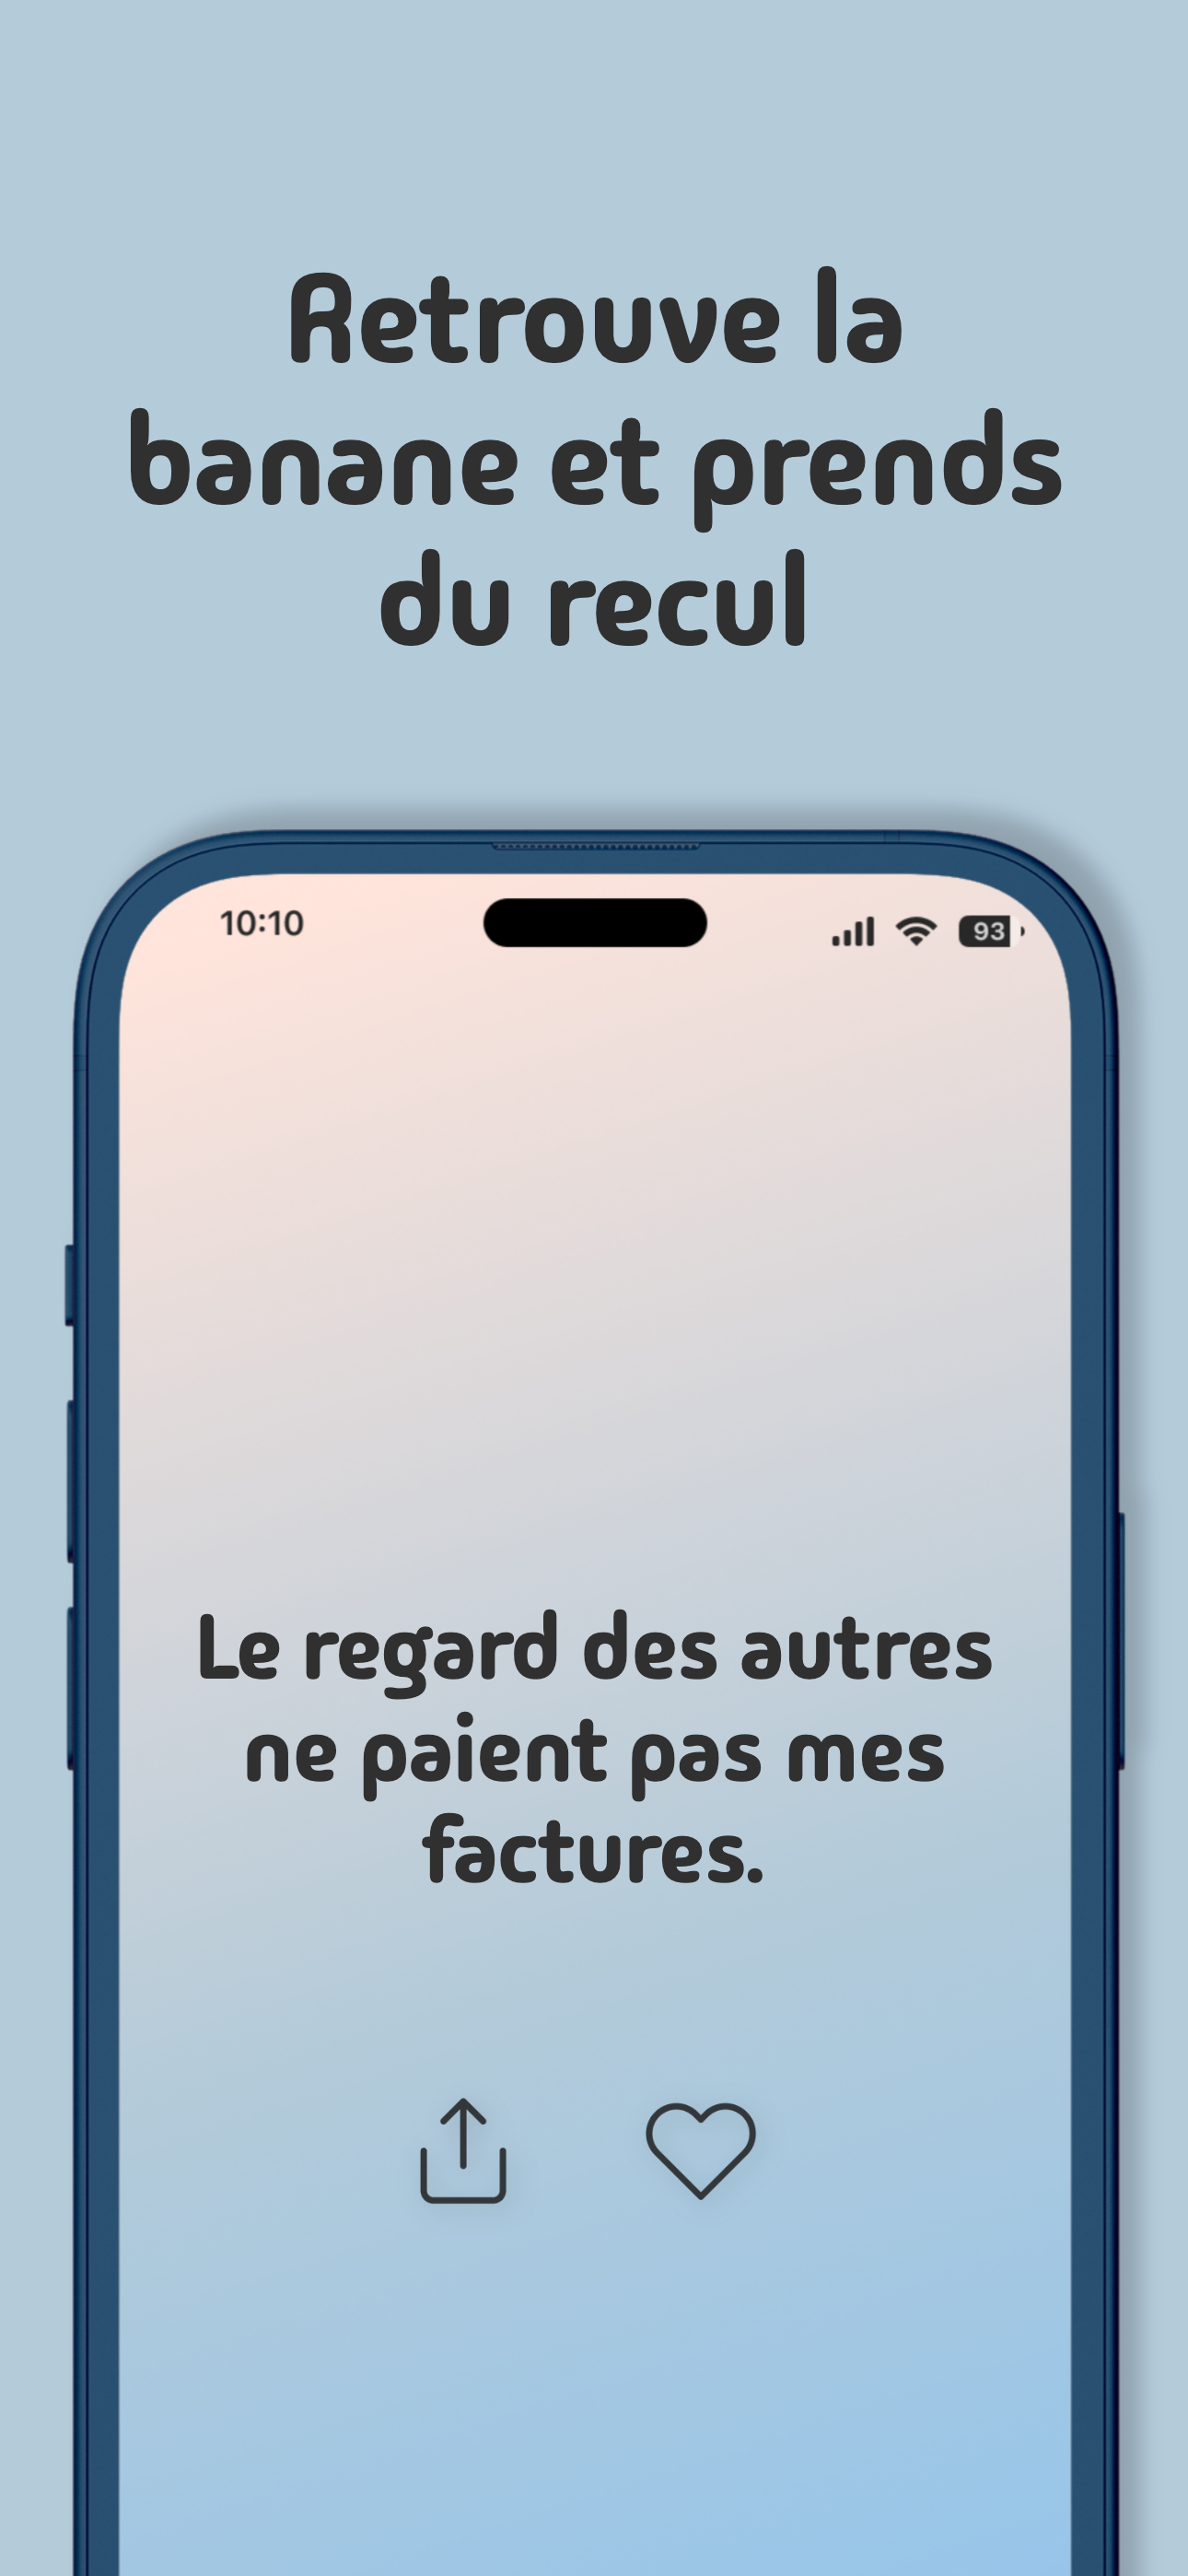 Retrouve la
banane et prends
du recul
10:10
93
Le regard des autres
ne paient pas mes
factures.